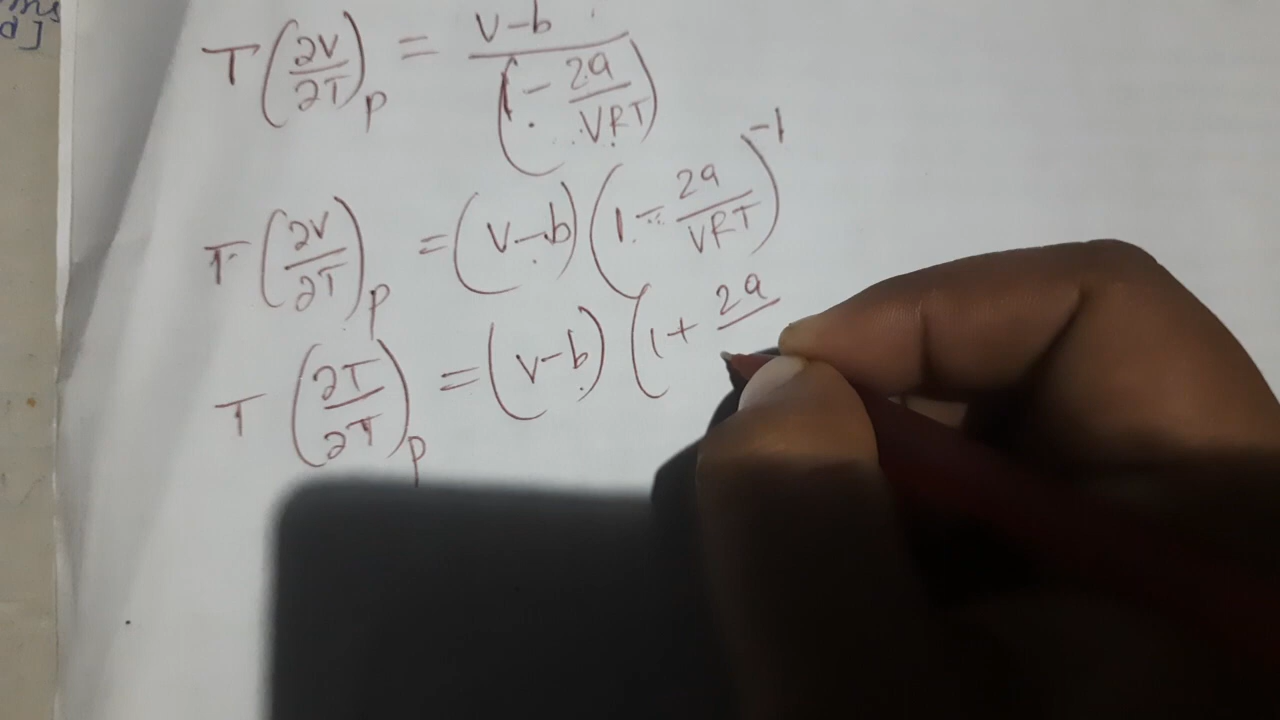 T(∂V/∂T)p = V-b/(1 - 2a/VRT)
T(∂V/∂T)p = (V-b)(1 - 2a/VRT)^-1
T(∂T/∂T)p = (V-b)(1 + 2a